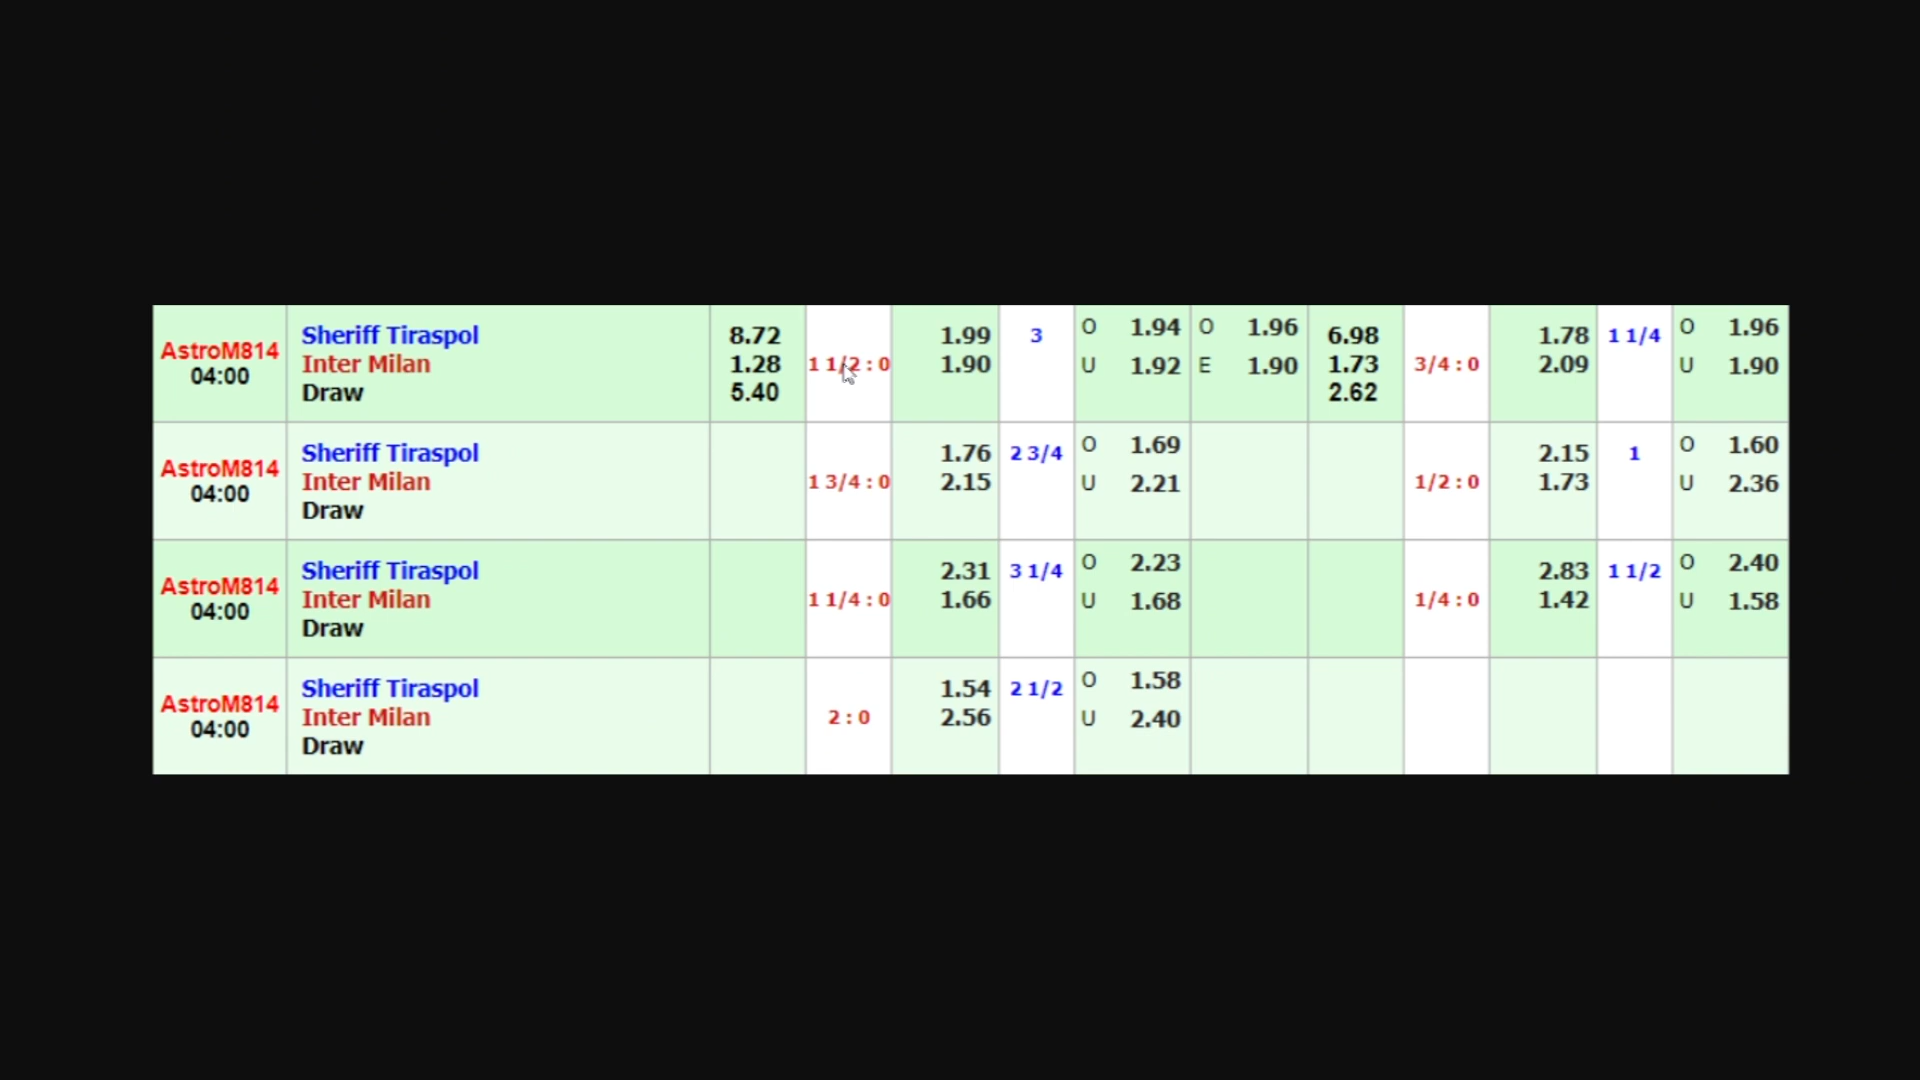 AstroM814 04:00
Sheriff Tiraspol 8.72 1.99 3 O 1.94 O 1.96 6.98 1.78 1 1/4 O 1.96
Inter Milan 1.28 1 1/2 : 0 1.90 U 1.92 E 1.90 1.73 3/4 : 0 2.09 U 1.90
Draw 5.40 2.62
AstroM814 04:00
Sheriff Tiraspol 1.76 2 3/4 O 1.69 2.15 1 O 1.60
Inter Milan 1 3/4 : 0 2.15 U 2.21 1/2 : 0 1.73 U 2.36
Draw
AstroM814 04:00
Sheriff Tiraspol 2.31 3 1/4 O 2.23 2.83 1 1/2 O 2.40
Inter Milan 1 1/4 : 0 1.66 U 1.68 1/4 : 0 1.42 U 1.58
Draw
AstroM814 04:00
Sheriff Tiraspol 1.54 2 1/2 O 1.58
Inter Milan 2 : 0 2.56 U 2.40
Draw